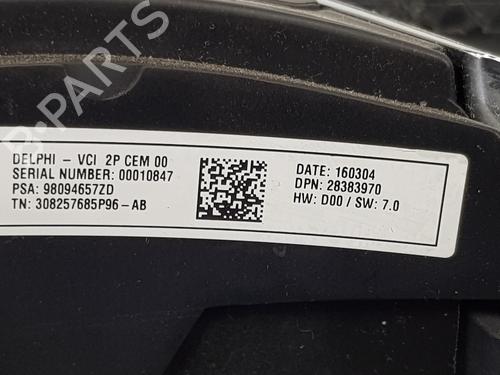 DELPHI - VCI 2P CEM 00
SERIAL NUMBER: 00010847
PSA: 98094657ZD
TN: 308257685P96-AB
DATE: 160304
DPN: 28383970
HW: D00 / SW: 7.0
B-PARTS